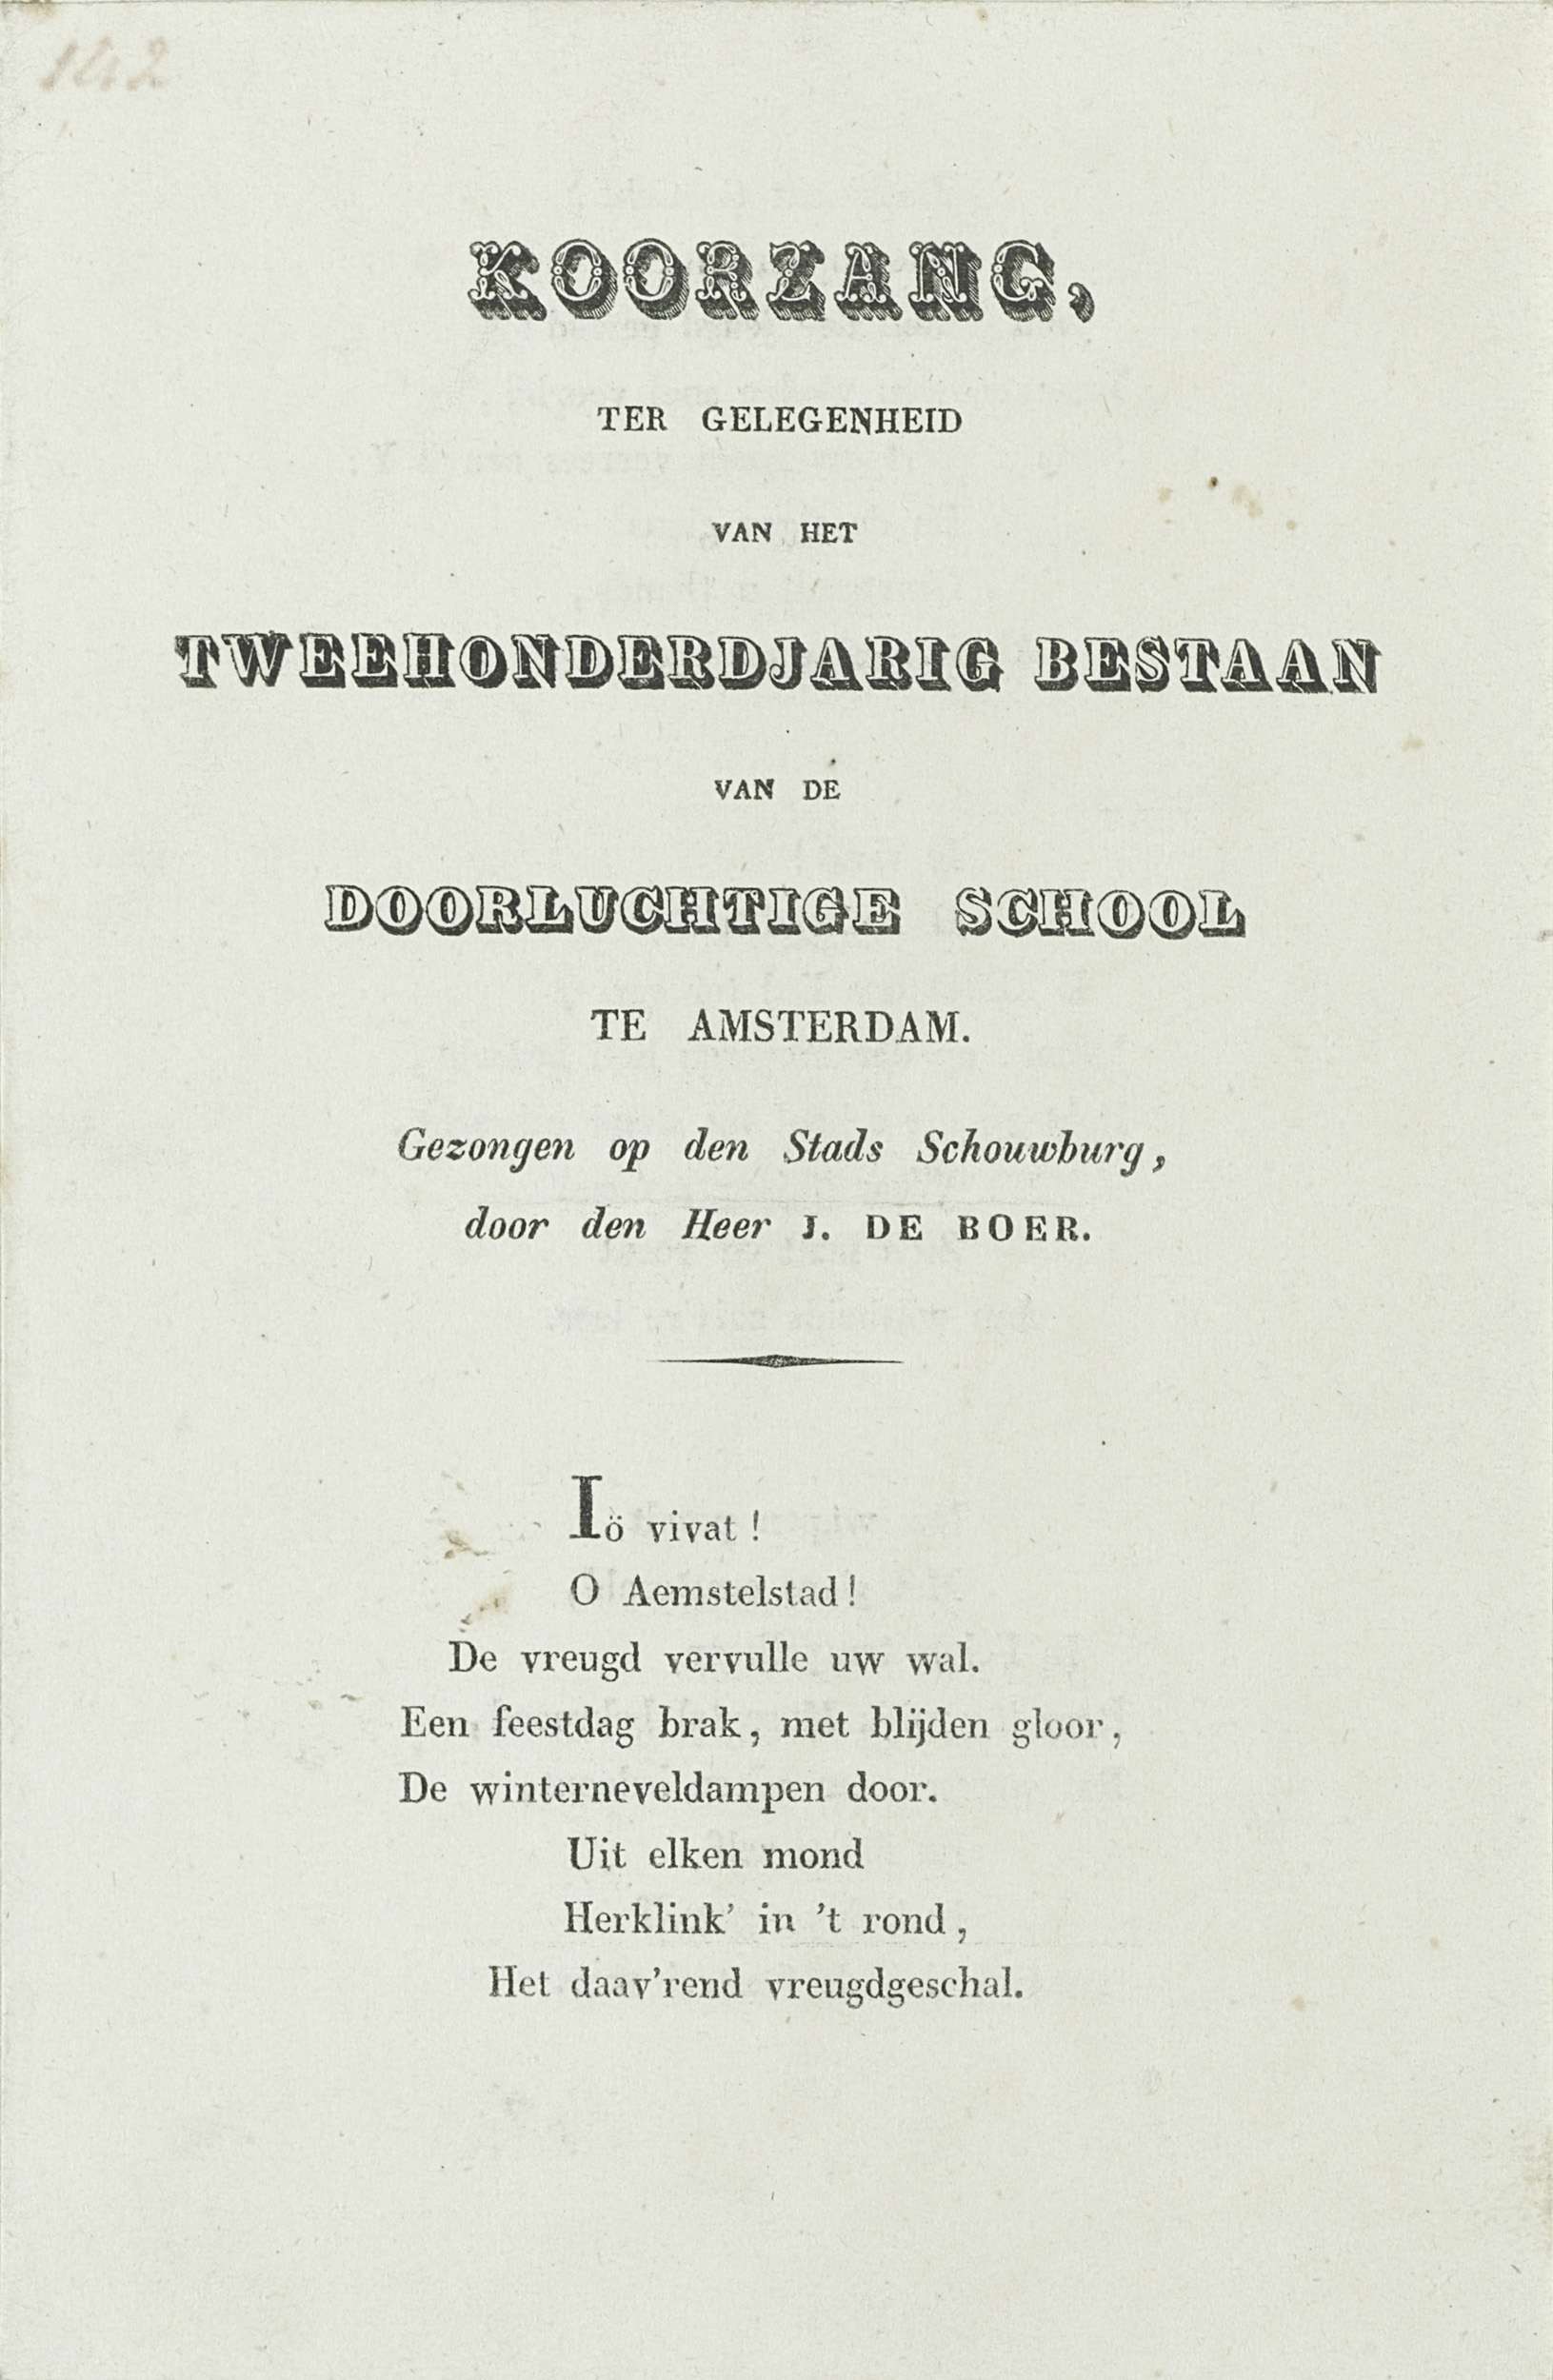 142
KOORZANG,
TER GELEGENHEID
VAN HET
TWEEHONDERDJARIG BESTAAN
VAN DE
DOORLUCHTIGE SCHOOL
TE AMSTERDAM.
Gezongen op den Stads Schouwburg,
door den Heer J. DE BOER.
Iö vivat!
O Aemstelstad!
De vreugd vervulle uw wal.
Een feestdag brak, met blijden gloor,
De winterneveldampen door.
Uit elken mond
Herklink' in 't rond,
Het daav'rend vreugdgeschal.